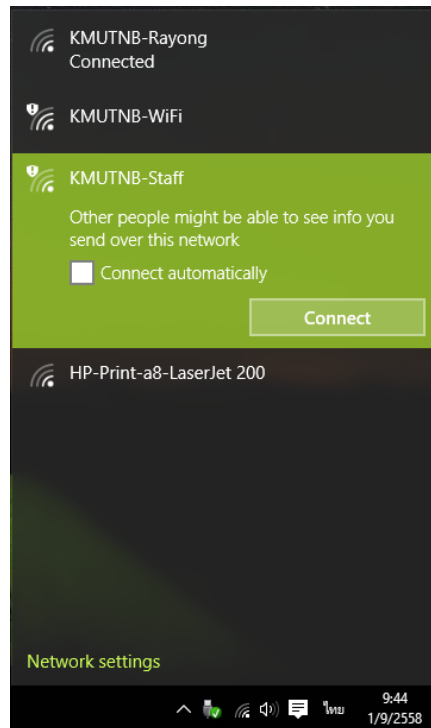 KMUTNB-Rayong
Connected
KMUTNB-WiFi
KMUTNB-Staff
Other people might be able to see info you
send over this network
Connect automatically
Connect
HP-Print-a8-LaserJet 200
Network settings
ไทย
9:44
1/9/2558